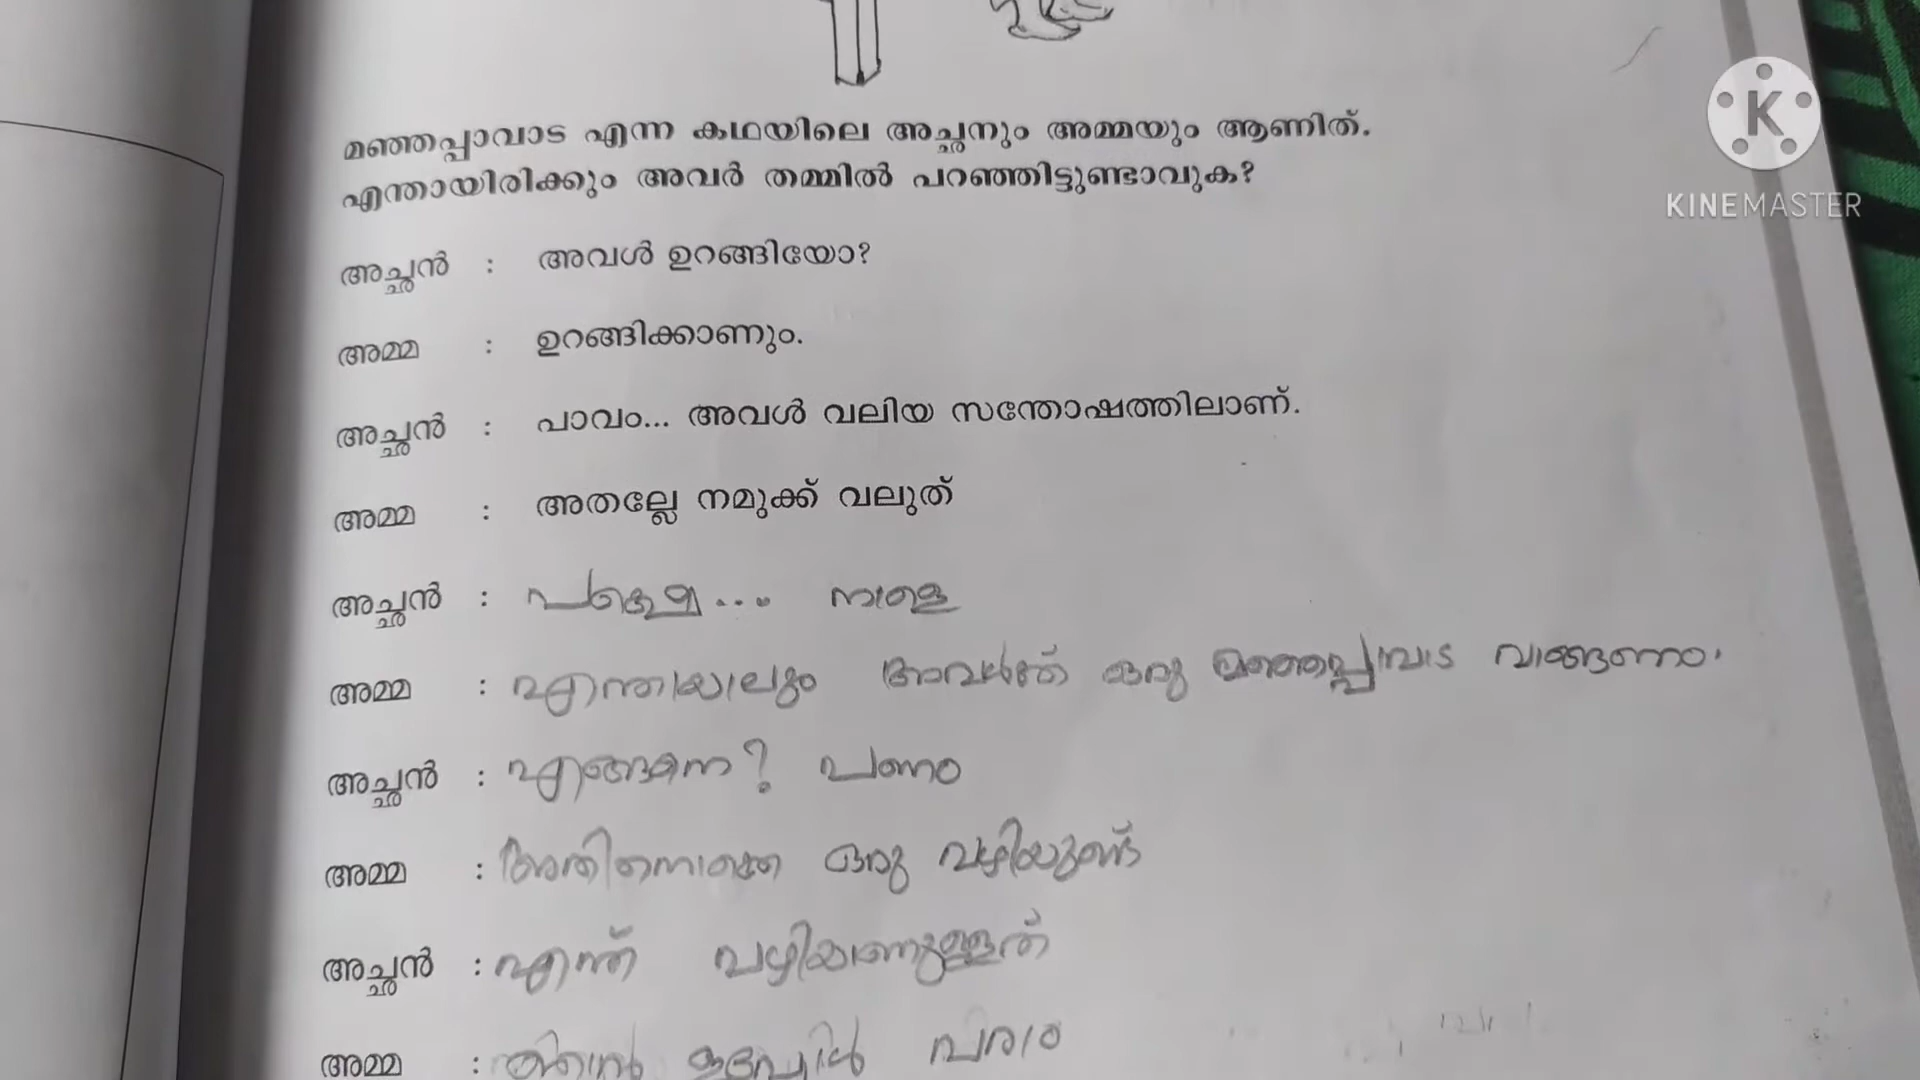 മഞ്ഞപ്പാവാട എന്ന കഥയിലെ അച്ഛനും അമ്മയും ആണിത്.
എന്തായിരിക്കും അവർ തമ്മിൽ പറഞ്ഞിട്ടുണ്ടാവുക?
അച്ഛൻ : അവൾ ഉറങ്ങിയോ?
അമ്മ : ഉറങ്ങിക്കാണും.
അച്ഛൻ : പാവം... അവൾ വലിയ സന്തോഷത്തിലാണ്.
അമ്മ : അതല്ലേ നമുക്ക് വലുത്
അച്ഛൻ : പക്ഷെ.... നാളെ
അമ്മ : എന്തായാലും അവൾക്ക് ഒരു മഞ്ഞപ്പാവാട വാങ്ങണം.
അച്ഛൻ : എങ്ങനെ? പണം
അമ്മ : അതിനൊക്കെ ഒരു വഴിയുണ്ട്
അച്ഛൻ : എന്ത് വഴിയാണുള്ളത്
അമ്മ :
KINEMASTER